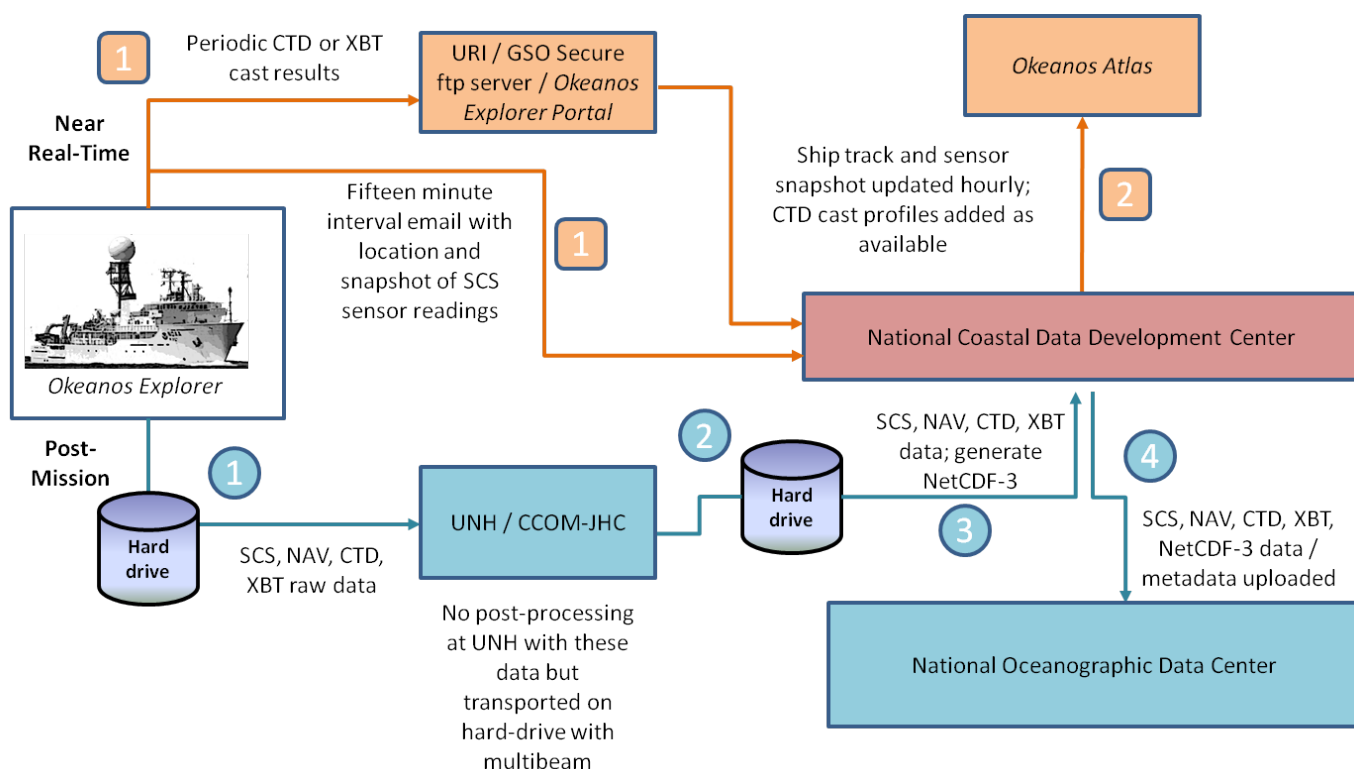 1
Periodic CTD or XBT
cast results
URI / GSO Secure
ftp server / Okeanos
Explorer Portal
Okeanos Atlas
Near
Real-Time
Fifteen minute
interval email with
location and
snapshot of SCS
sensor readings
1
Ship track and sensor
snapshot updated hourly;
CTD cast profiles added as
available
2
Okeanos Explorer
National Coastal Data Development Center
Post-
Mission
1
Hard
drive
SCS, NAV, CTD,
XBT raw data
UNH / CCOM-JHC
No post-processing
at UNH with these
data but
transported on
hard-drive with
multibeam
2
Hard
drive
SCS, NAV, CTD, XBT
data; generate
NetCDF-3
3
4
SCS, NAV, CTD, XBT,
NetCDF-3 data /
metadata uploaded
National Oceanographic Data Center